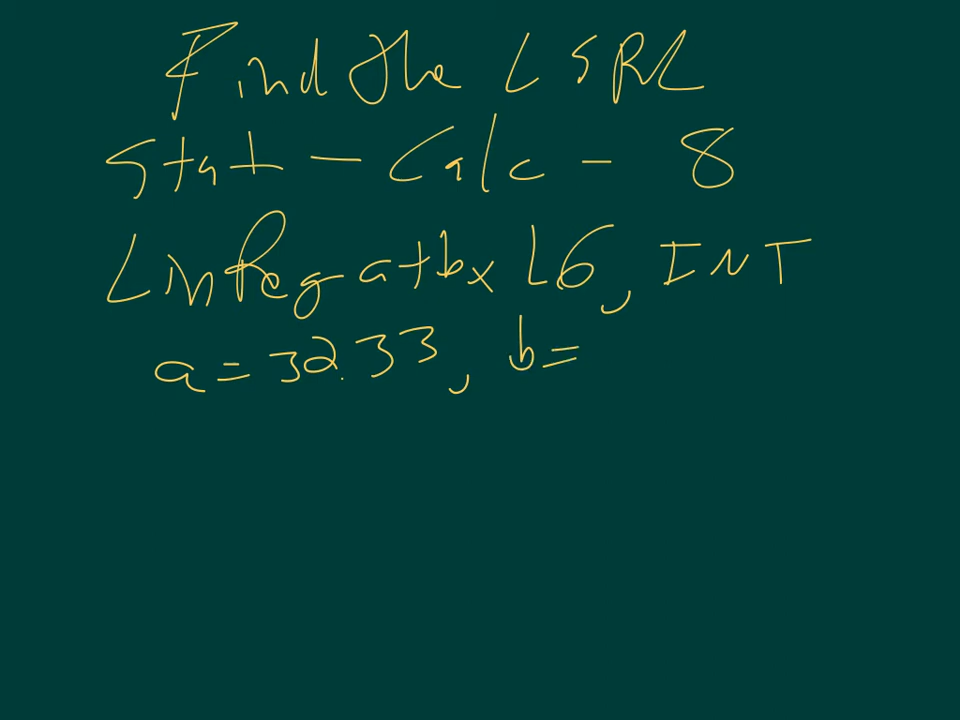 Find the LSRL
Stat - Calc - 8
LinReg a+bx L6, INT
a = 32.33, b =